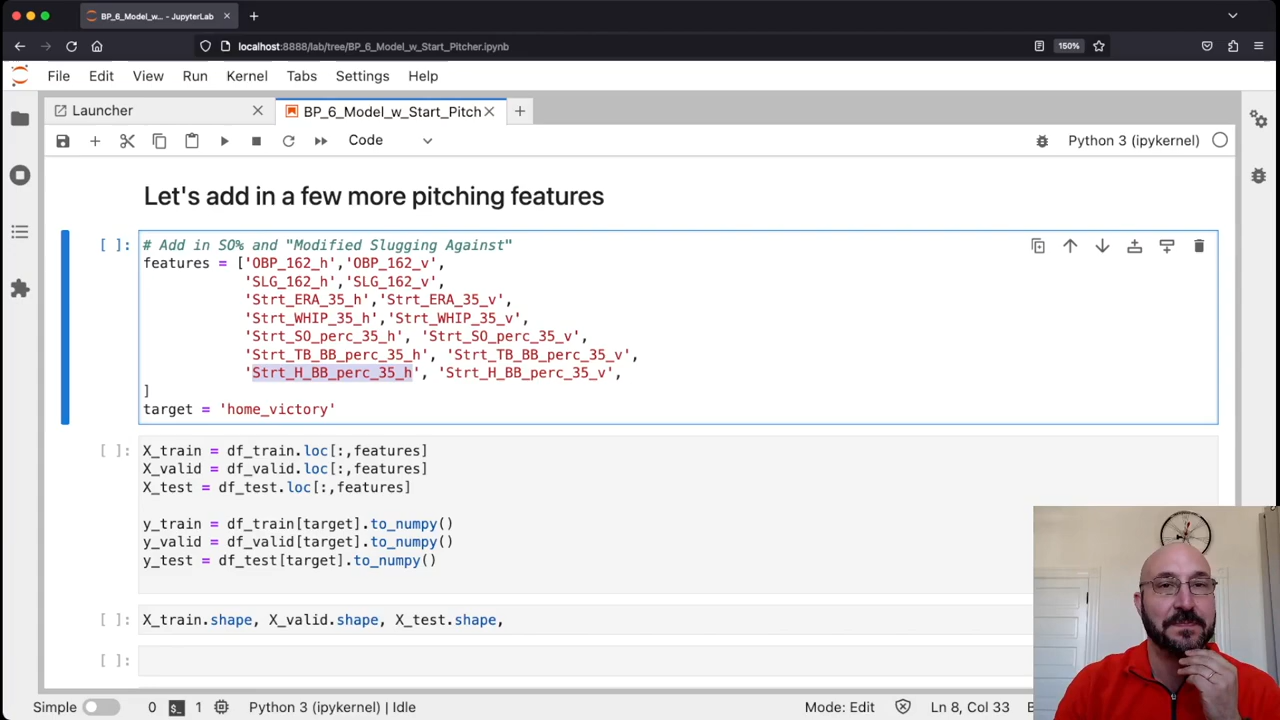 BP_6_Model_w... - JupyterLab
localhost:8888/lab/tree/BP_6_Model_w_Start_Pitcher.ipynb
150%
File Edit View Run Kernel Tabs Settings Help
Launcher
BP_6_Model_w_Start_Pitch
Code
Python 3 (ipykernel)
Let's add in a few more pitching features
[ ]:
# Add in SO% and "Modified Slugging Against"
features = ['OBP_162_h','OBP_162_v',
'SLG_162_h','SLG_162_v',
'Strt_ERA_35_h','Strt_ERA_35_v',
'Strt_WHIP_35_h','Strt_WHIP_35_v',
'Strt_SO_perc_35_h', 'Strt_SO_perc_35_v',
'Strt_TB_BB_perc_35_h', 'Strt_TB_BB_perc_35_v',
'Strt_H_BB_perc_35_h', 'Strt_H_BB_perc_35_v',
]
target = 'home_victory'
[ ]:
X_train = df_train.loc[:,features]
X_valid = df_valid.loc[:,features]
X_test = df_test.loc[:,features]
y_train = df_train[target].to_numpy()
y_valid = df_valid[target].to_numpy()
y_test = df_test[target].to_numpy()
[ ]:
X_train.shape, X_valid.shape, X_test.shape,
[ ]:
Simple 0 1 Python 3 (ipykernel) | Idle Mode: Edit Ln 8, Col 33